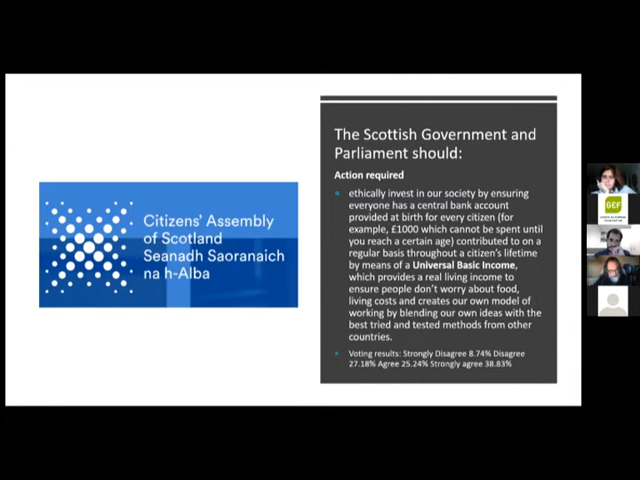 Citizens' Assembly
of Scotland
Seanadh Saoranaich
na h-Alba
The Scottish Government and
Parliament should:
Action required
ethically invest in our society by ensuring
everyone has a central bank account
provided at birth for every citizen (for
example, £1000 which cannot be spent until
you reach a certain age) contributed to on a
regular basis throughout a citizen's lifetime
by means of a Universal Basic Income,
which provides a real living income to
ensure people don't worry about food,
living costs and creates our own model of
working by blending our own ideas with the
best tried and tested methods from other
countries.
Voting results: Strongly Disagree 8.74% Disagree
27.18% Agree 25.24% Strongly agree 38.83%
GEF